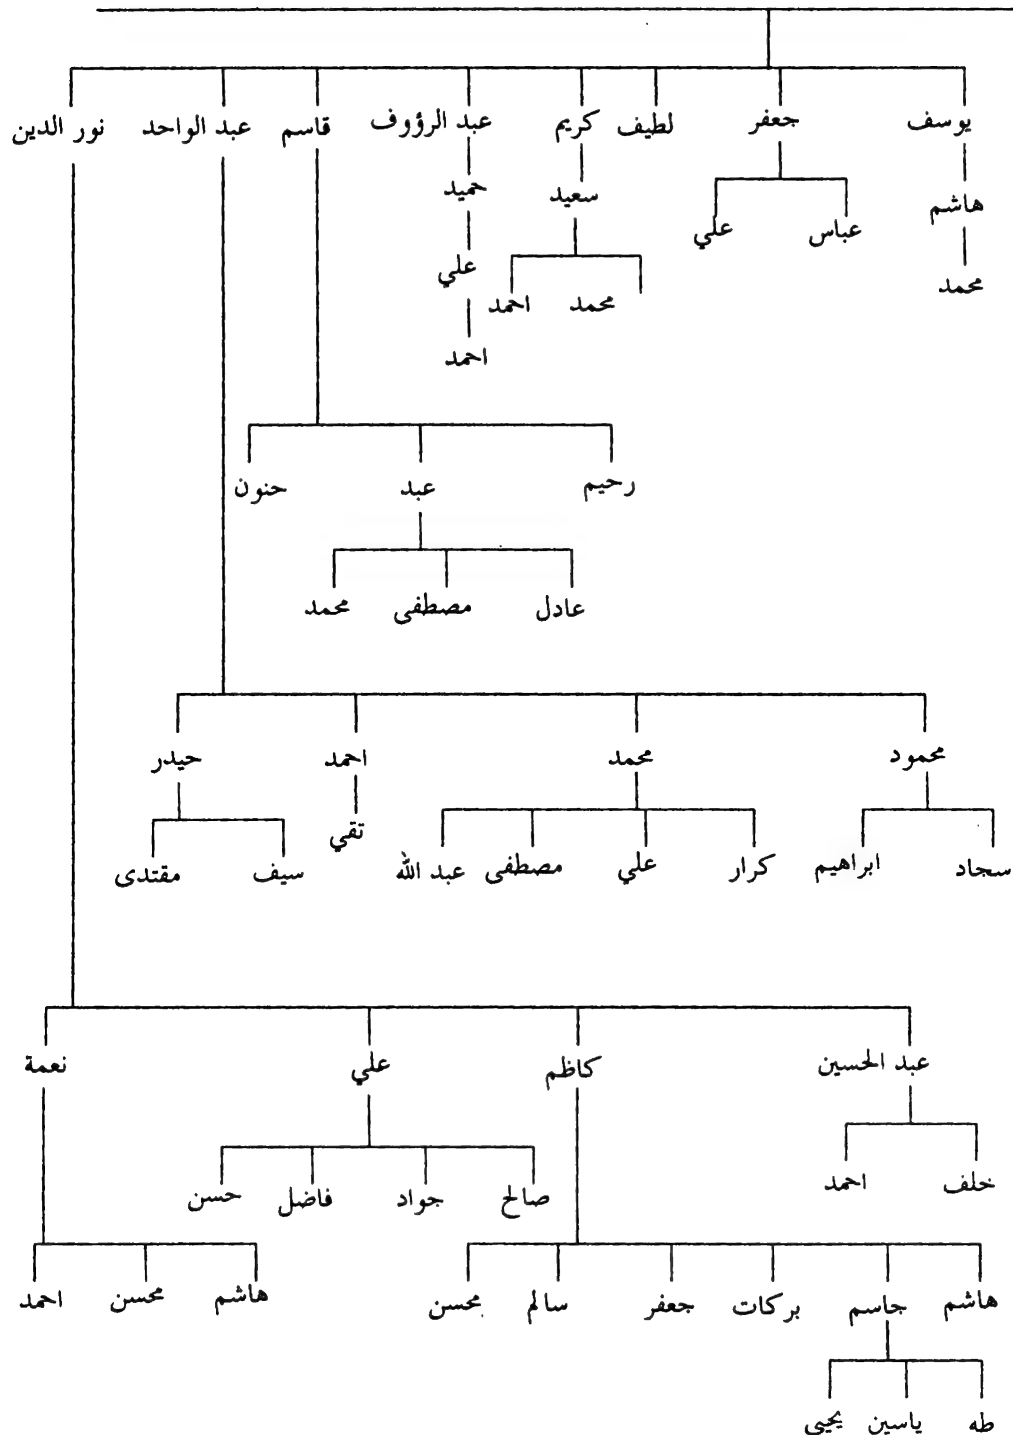 يوسف جعفر لطيف كريم عبد الرؤوف قاسم عبد الواحد نور الدين
هاشم عباس علي سعيد حميد
محمد محمد احمد علي
احمد
رحيم عبد حنون
عادل مصطفى محمد
محمود محمد احمد حيدر
سجاد ابراهيم كرار علي مصطفى عبد الله تقي سيف مقتدى
عبد الحسين كاظم علي نعمة
خلف احمد صالح جواد فاضل حسن
هاشم جاسم بركات جعفر سالم محسن هاشم محسن احمد
طه ياسين يحيى